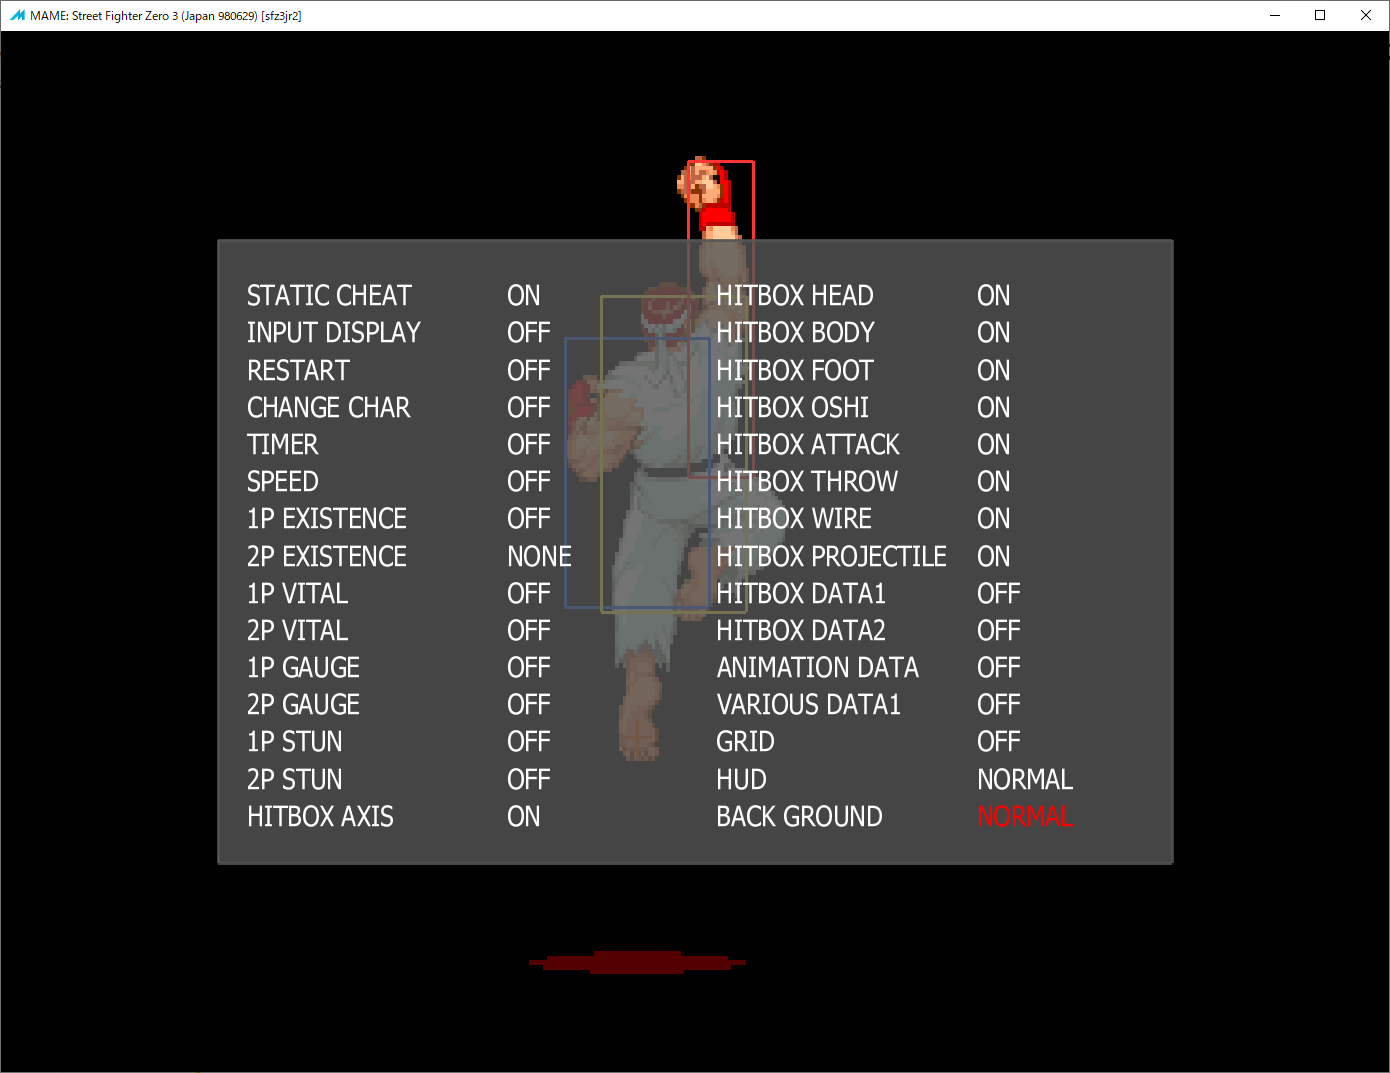 MAME: Street Fighter Zero 3 (Japan 980629) [sfz3jr2]
STATIC CHEAT ON
INPUT DISPLAY OFF
RESTART OFF
CHANGE CHAR OFF
TIMER OFF
SPEED OFF
1P EXISTENCE OFF
2P EXISTENCE NONE
1P VITAL OFF
2P VITAL OFF
1P GAUGE OFF
2P GAUGE OFF
1P STUN OFF
2P STUN OFF
HITBOX AXIS ON
HITBOX HEAD ON
HITBOX BODY ON
HITBOX FOOT ON
HITBOX OSHI ON
HITBOX ATTACK ON
HITBOX THROW ON
HITBOX WIRE ON
HITBOX PROJECTILE ON
HITBOX DATA1 OFF
HITBOX DATA2 OFF
ANIMATION DATA OFF
VARIOUS DATA1 OFF
GRID OFF
HUD NORMAL
BACK GROUND NORMAL